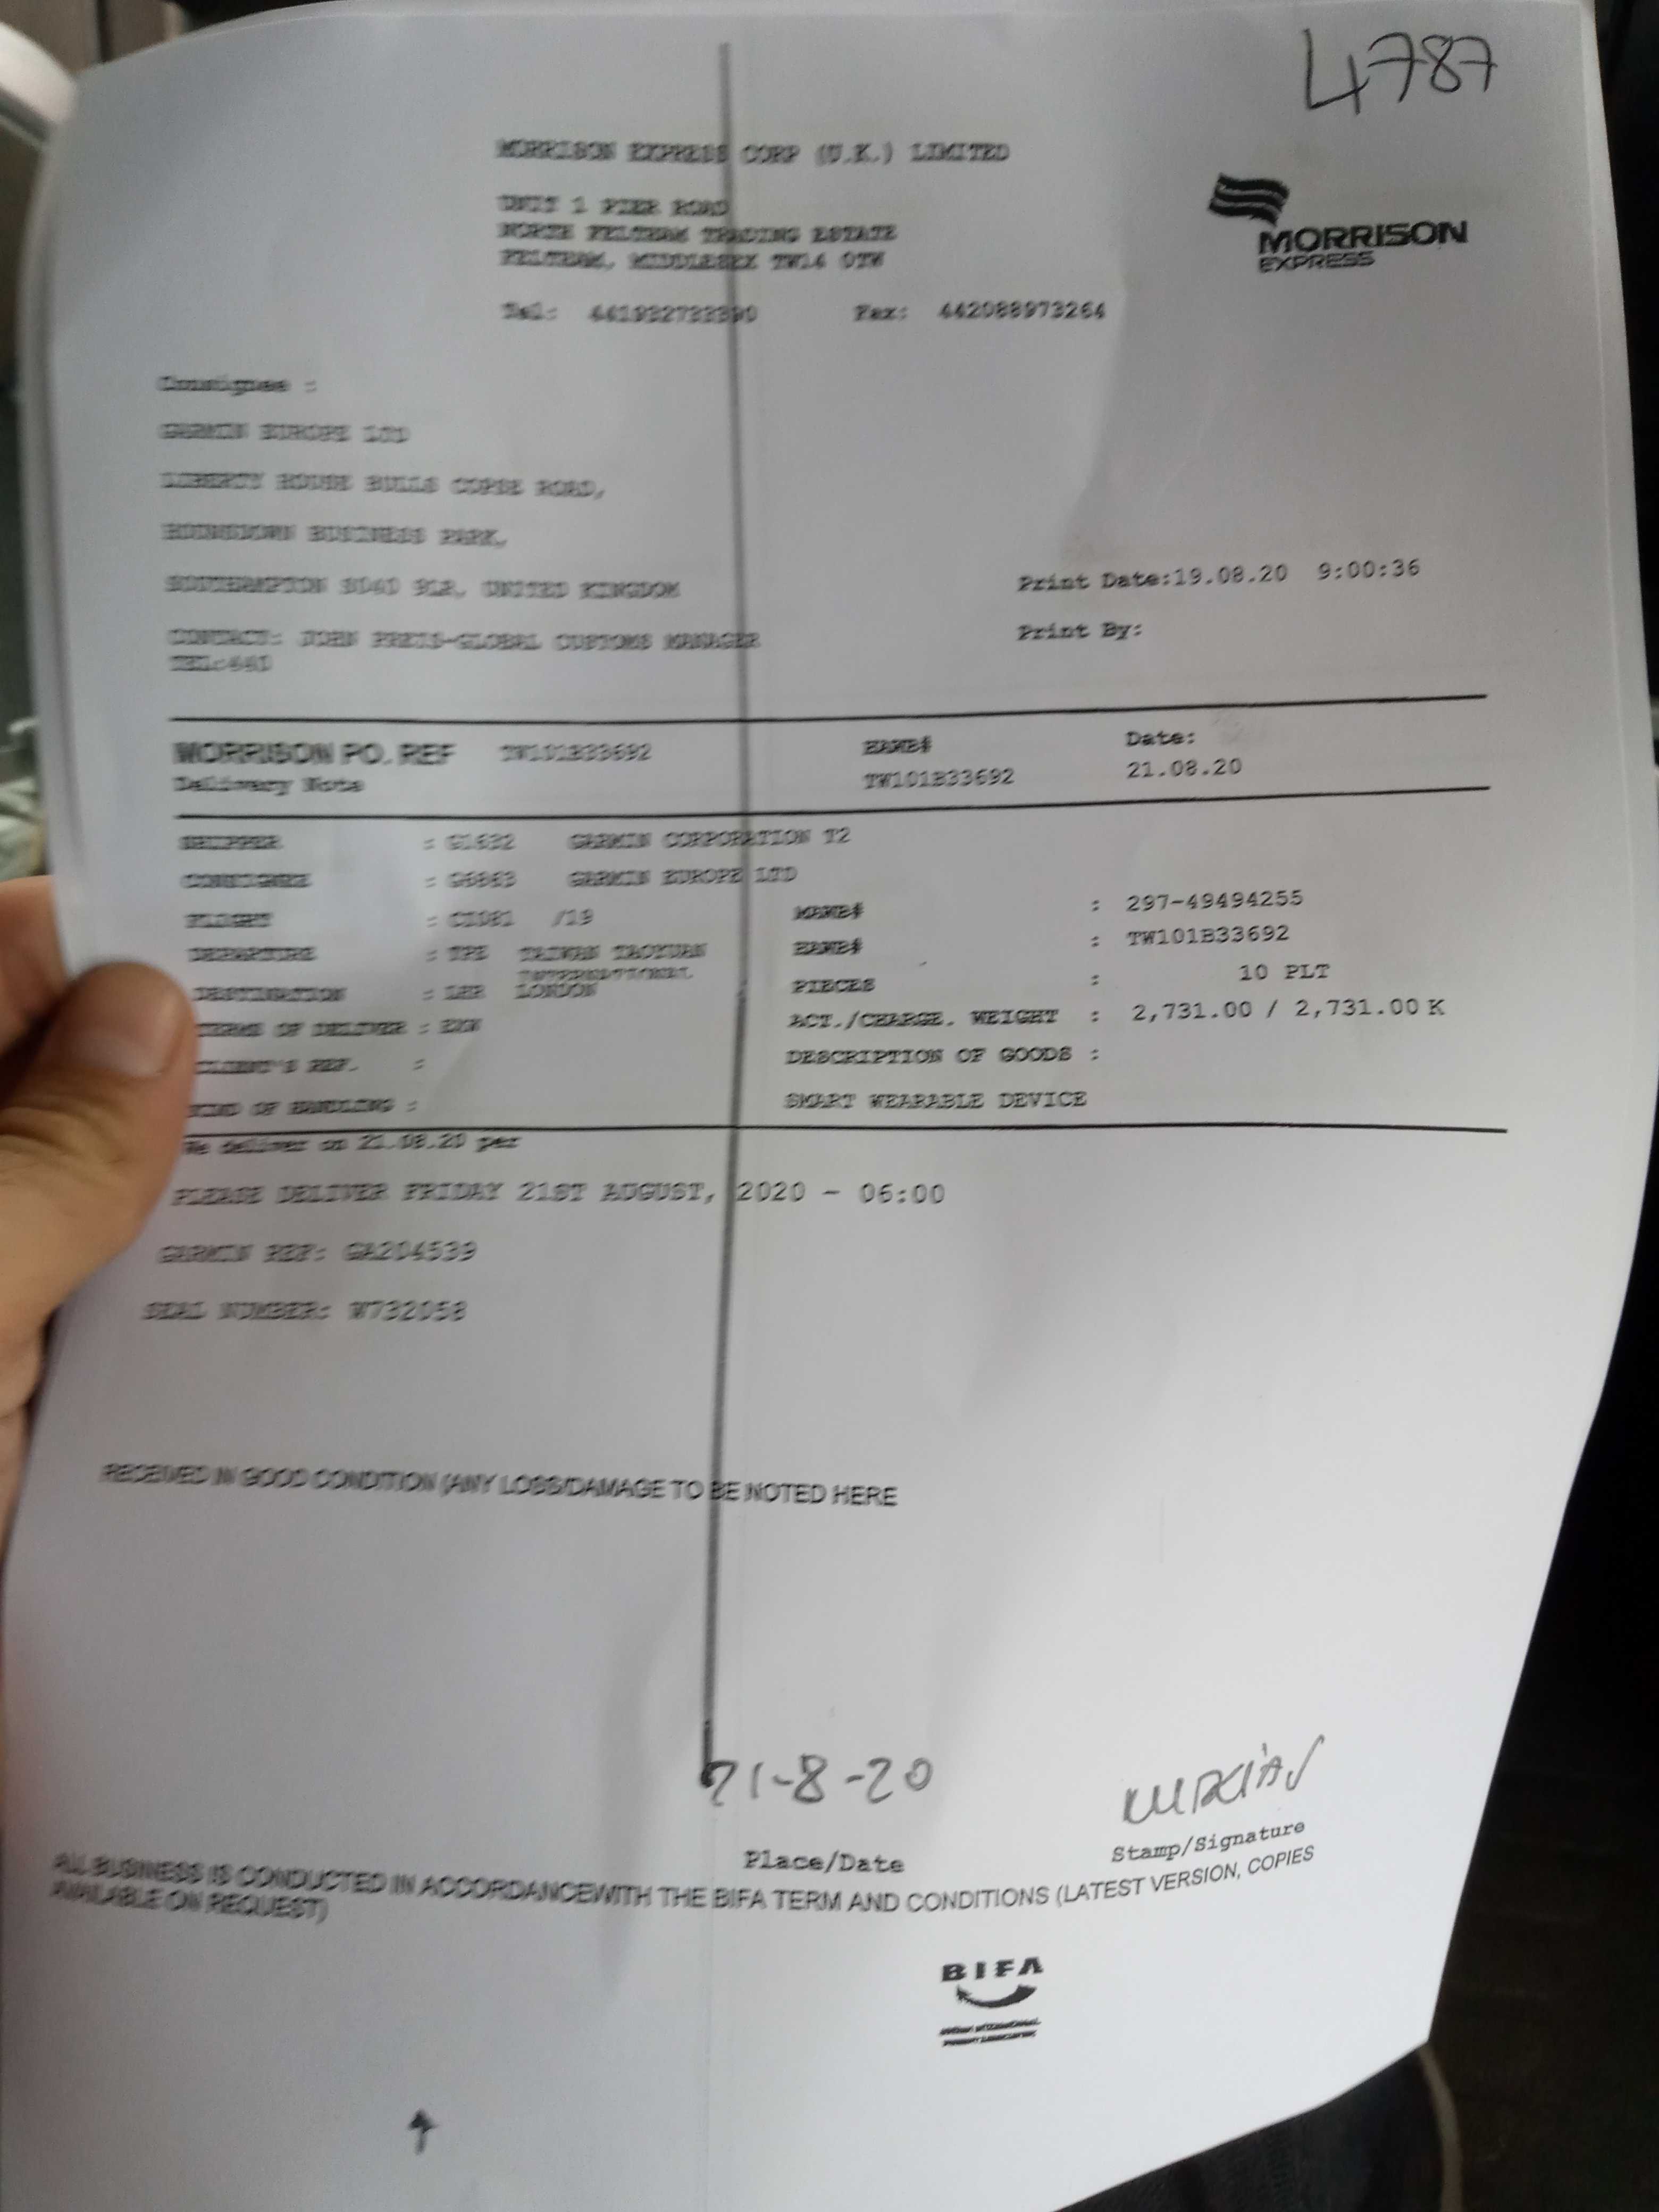 4787
MORRISON EXPRESS CORP (U.K.) LIMITED
MORRISON
EXPRESS
UNIT 1 PIER ROAD
NORTH FELTHAM TRADING ESTATE
FELTHAM, MIDDLESEX TW14 0TW
Tel: Fax: 442088973264
Consignee :
GARMIN EUROPE LTD
LIBERTY HOUSE BULLS COPSE ROAD,
HOUNSDOWN BUSINESS PARK,
SOUTHAMPTON SO40 9LR, UNITED KINGDOM
Print Date:19.08.20 9:00:36
CONTACT: JOHN -GLOBAL CUSTOMS MANAGER
Print By:
TEL:440
MORRISON PO. REF TW101B33692 HAWB# Date:
Delivery Note TW101B33692 21.08.20
SHIPPER : GARMIN CORPORATION T2
CONSIGNEE : GARMIN EUROPE LTD
FLIGHT : CI081 /19 MAWB# : 297-49494255
DEPARTURE : TPE TAIWAN TAOYUAN INTERNATIONAL HAWB# : TW101B33692
DESTINATION : LHR LONDON PIECES : 10 PLT
TERMS OF DELIVER : EXW ACT./CHARGE. WEIGHT : 2,731.00 / 2,731.00 K
CLIENT'S REF. : DESCRIPTION OF GOODS :
KIND OF HANDLING : SMART WEARABLE DEVICE
We deliver on 21.08.20 per
PLEASE DELIVER FRIDAY 21ST AUGUST, 2020 - 06:00
GARMIN REF: GA204539
SEAL NUMBER: W732058
RECEIVED IN GOOD CONDITION (ANY LOSS/DAMAGE TO BE NOTED HERE
21-8-20
Place/Date Stamp/Signature
ALL BUSINESS IS CONDUCTED IN ACCORDANCEWITH THE BIFA TERM AND CONDITIONS (LATEST VERSION, COPIES
AVAILABLE ON REQUEST)
BIFA